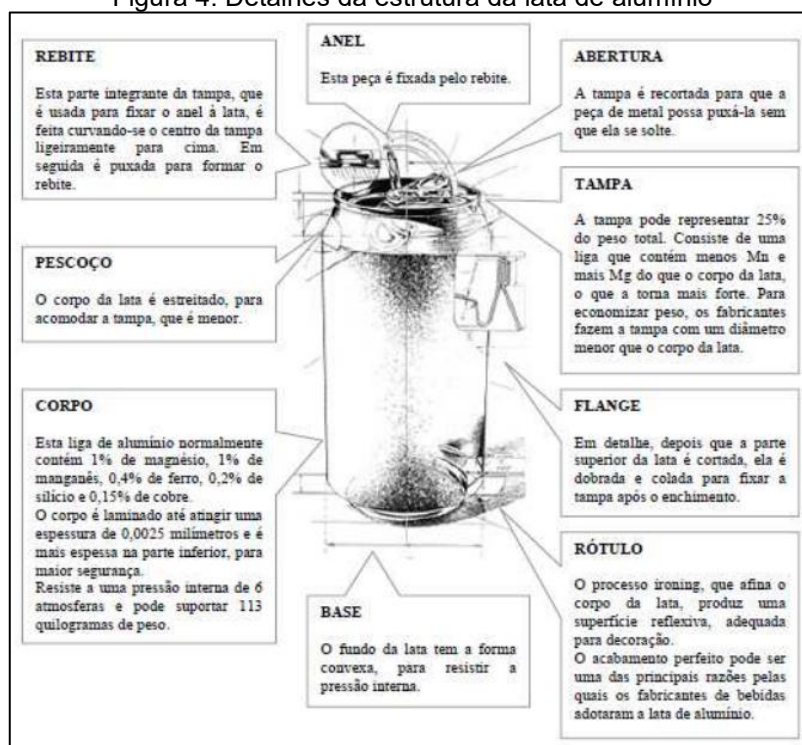 Figura 4: Detalhes da estrutura da lata de alumínio
REBITE
Esta parte integrante da tampa, que
é usada para fixar o anel à lata, é
feita curvando-se o centro da tampa
ligeiramente para cima. Em
seguida é puxada para formar o
rebite.
ANEL
Esta peça é fixada pelo rebite.
ABERTURA
A tampa é recortada para que a
peça de metal possa puxá-la sem
que ela se solte.
TAMPA
A tampa pode representar 25%
do peso total. Consiste de uma
liga que contém menos Mn e
mais Mg do que o corpo da lata,
o que a torna mais forte. Para
economizar peso, os fabricantes
fazem a tampa com um diâmetro
menor que o corpo da lata.
PESCOÇO
O corpo da lata é estreitado, para
acomodar a tampa, que é menor.
CORPO
Esta liga de alumínio normalmente
contém 1% de magnésio, 1% de
manganês, 0,4% de ferro, 0,2% de
silício e 0,15% de cobre.
O corpo é laminado até atingir uma
espessura de 0,0025 milímetros e é
mais espessa na parte inferior, para
maior segurança.
Resiste a uma pressão interna de 6
atmosferas e pode suportar 113
quilogramas de peso.
FLANGE
Em detalhe, depois que a parte
superior da lata é cortada, ela é
dobrada e colada para fixar a
tampa após o enchimento.
BASE
O fundo da lata tem a forma
convexa, para resistir a
pressão interna.
RÓTULO
O processo ironing, que afina o
corpo da lata, produz uma
superfície reflexiva, adequada
para decoração.
O acabamento perfeito pode ser
uma das principais razões pelas
quais os fabricantes de bebidas
adotaram a lata de alumínio.